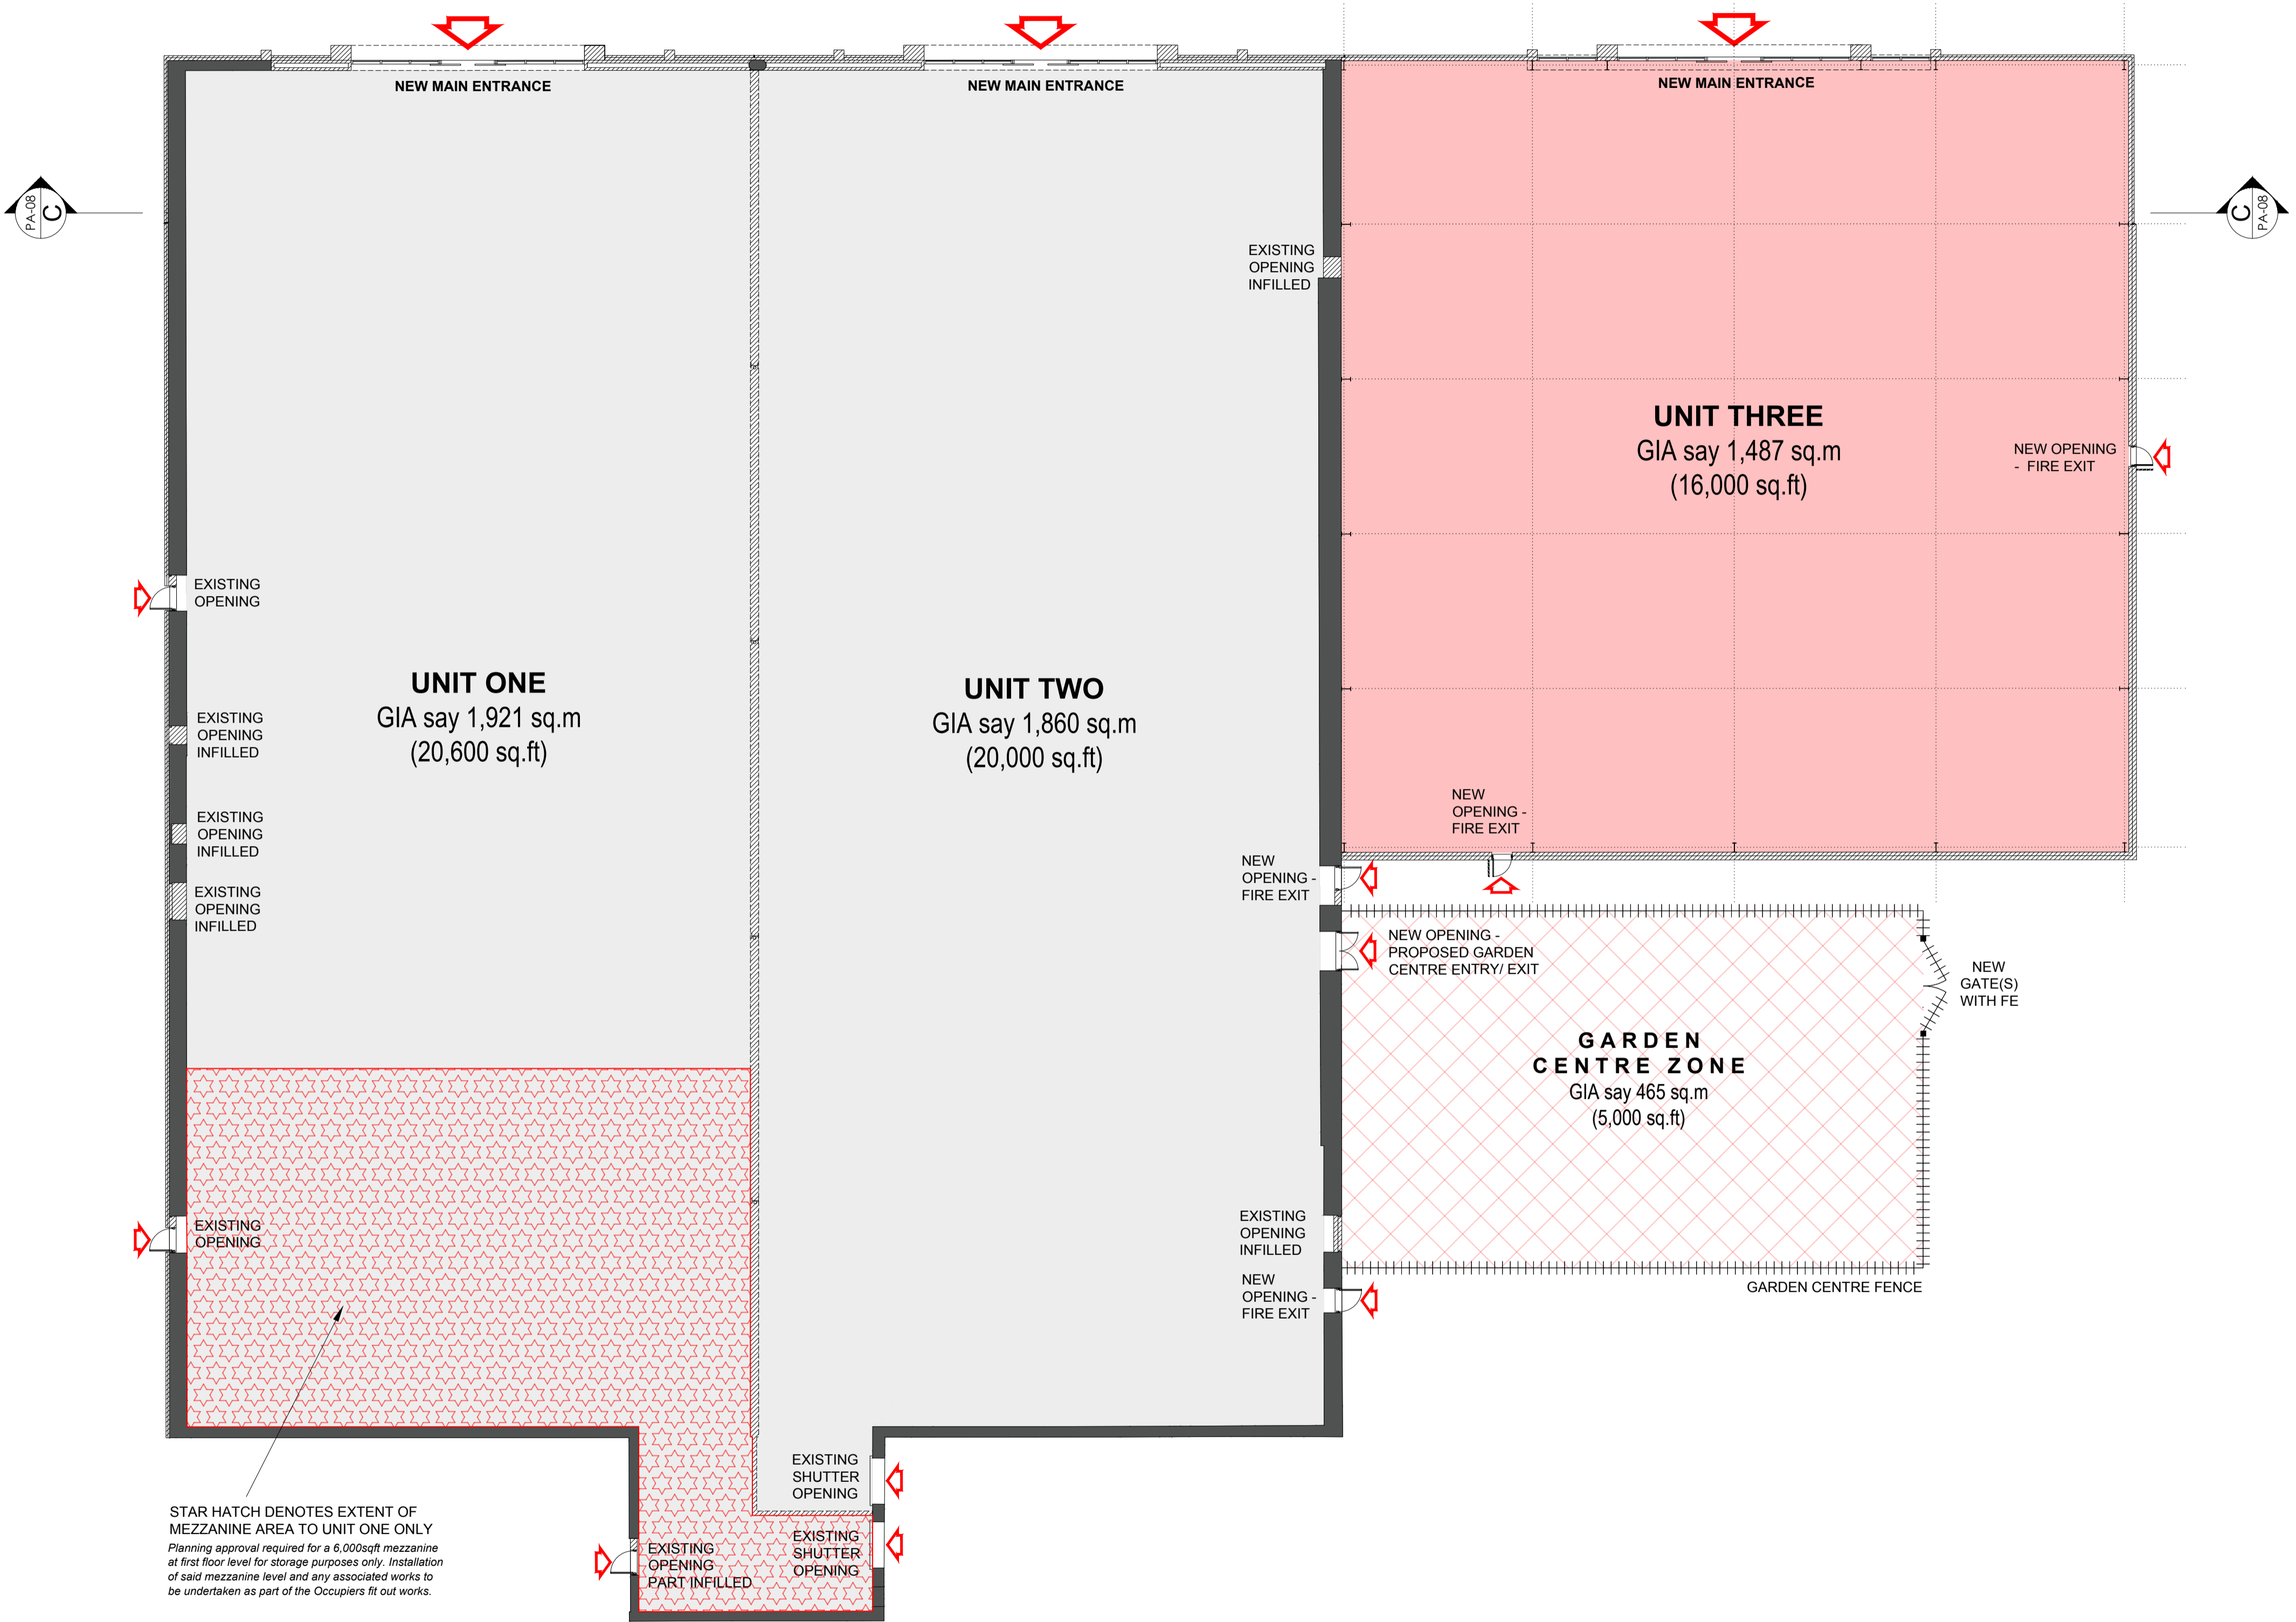 NEW MAIN ENTRANCE
NEW MAIN ENTRANCE
NEW MAIN ENTRANCE
PA-08
C
C
PA-08
EXISTING
OPENING
INFILLED
UNIT THREE
GIA say 1,487 sq.m
(16,000 sq.ft)
NEW OPENING
- FIRE EXIT
EXISTING
OPENING
UNIT ONE
GIA say 1,921 sq.m
(20,600 sq.ft)
UNIT TWO
GIA say 1,860 sq.m
(20,000 sq.ft)
EXISTING
OPENING
INFILLED
EXISTING
OPENING
INFILLED
EXISTING
OPENING
INFILLED
NEW
OPENING -
FIRE EXIT
NEW
OPENING -
FIRE EXIT
NEW OPENING -
PROPOSED GARDEN
CENTRE ENTRY/ EXIT
NEW
GATE(S)
WITH FE
GARDEN
CENTRE ZONE
GIA say 465 sq.m
(5,000 sq.ft)
EXISTING
OPENING
EXISTING
OPENING
INFILLED
NEW
OPENING -
FIRE EXIT
GARDEN CENTRE FENCE
EXISTING
SHUTTER
OPENING
STAR HATCH DENOTES EXTENT OF
MEZZANINE AREA TO UNIT ONE ONLY
Planning approval required for a 6,000sqft mezzanine
at first floor level for storage purposes only. Installation
of said mezzanine level and any associated works to
be undertaken as part of the Occupiers fit out works.
EXISTING
OPENING
PART INFILLED
EXISTING
SHUTTER
OPENING